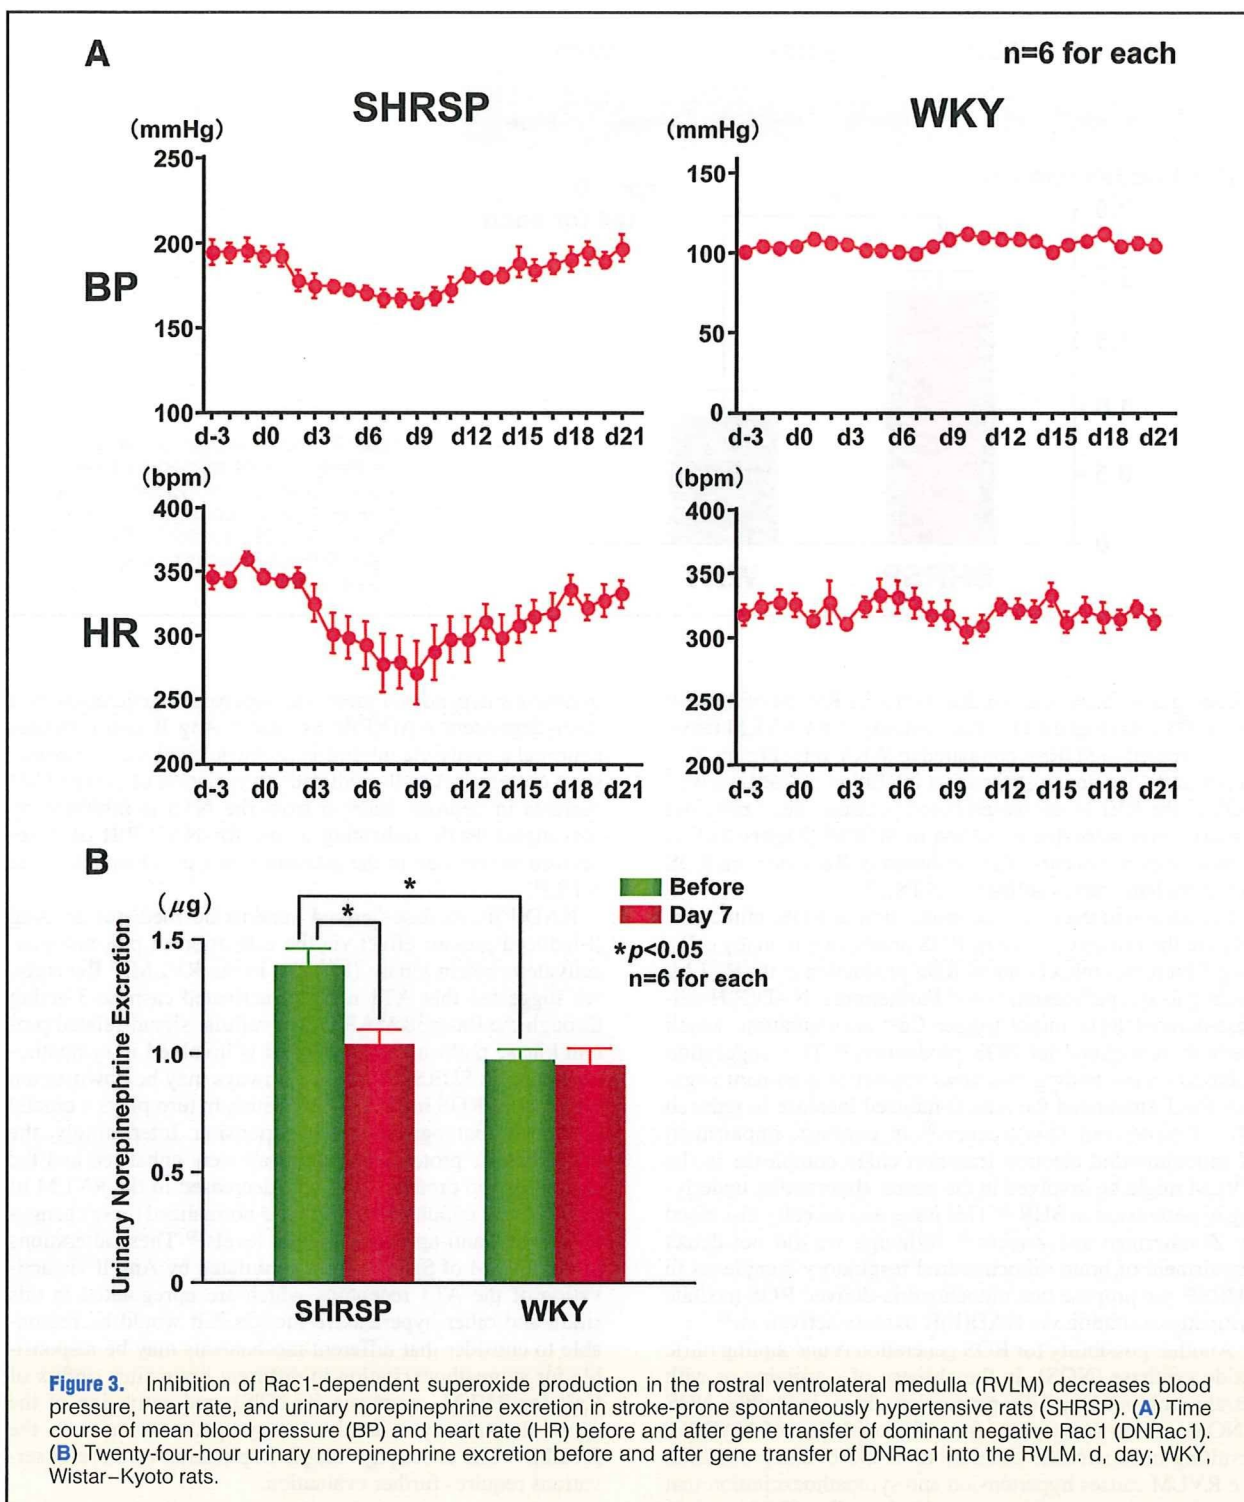 A
n=6 for each
SHRSP
WKY
(mmHg)
250
200
150
100
BP
d-3 d0 d3 d6 d9 d12 d15 d18 d21
(mmHg)
150
100
50
0
d-3 d0 d3 d6 d9 d12 d15 d18 d21
(bpm)
400
350
300
250
200
HR
d-3 d0 d3 d6 d9 d12 d15 d18 d21
(bpm)
400
350
300
250
200
d-3 d0 d3 d6 d9 d12 d15 d18 d21
B
(μg)
Urinary Norepinephrine Excretion
1.5
1.0
0.5
0
*
*
Before
Day 7
*p<0.05
n=6 for each
SHRSP
WKY
Figure 3. Inhibition of Rac1-dependent superoxide production in the rostral ventrolateral medulla (RVLM) decreases blood
pressure, heart rate, and urinary norepinephrine excretion in stroke-prone spontaneously hypertensive rats (SHRSP). (A) Time
course of mean blood pressure (BP) and heart rate (HR) before and after gene transfer of dominant negative Rac1 (DNRac1).
(B) Twenty-four-hour urinary norepinephrine excretion before and after gene transfer of DNRac1 into the RVLM. d, day; WKY,
Wistar–Kyoto rats.